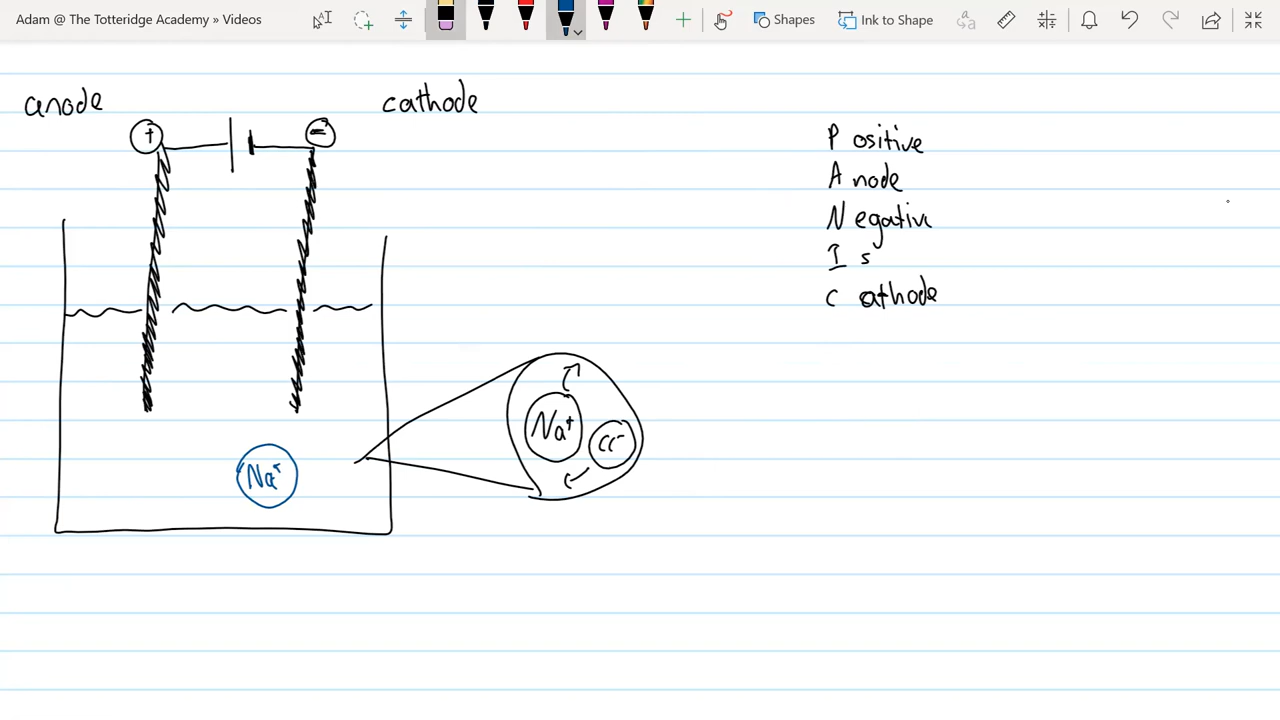 Adam @ The Totteridge Academy » Videos
Shapes
Ink to Shape
anode
cathode
+
-
Positive
Anode
Negative
Is
Cathode
Na⁺
Cl⁻
Na⁺